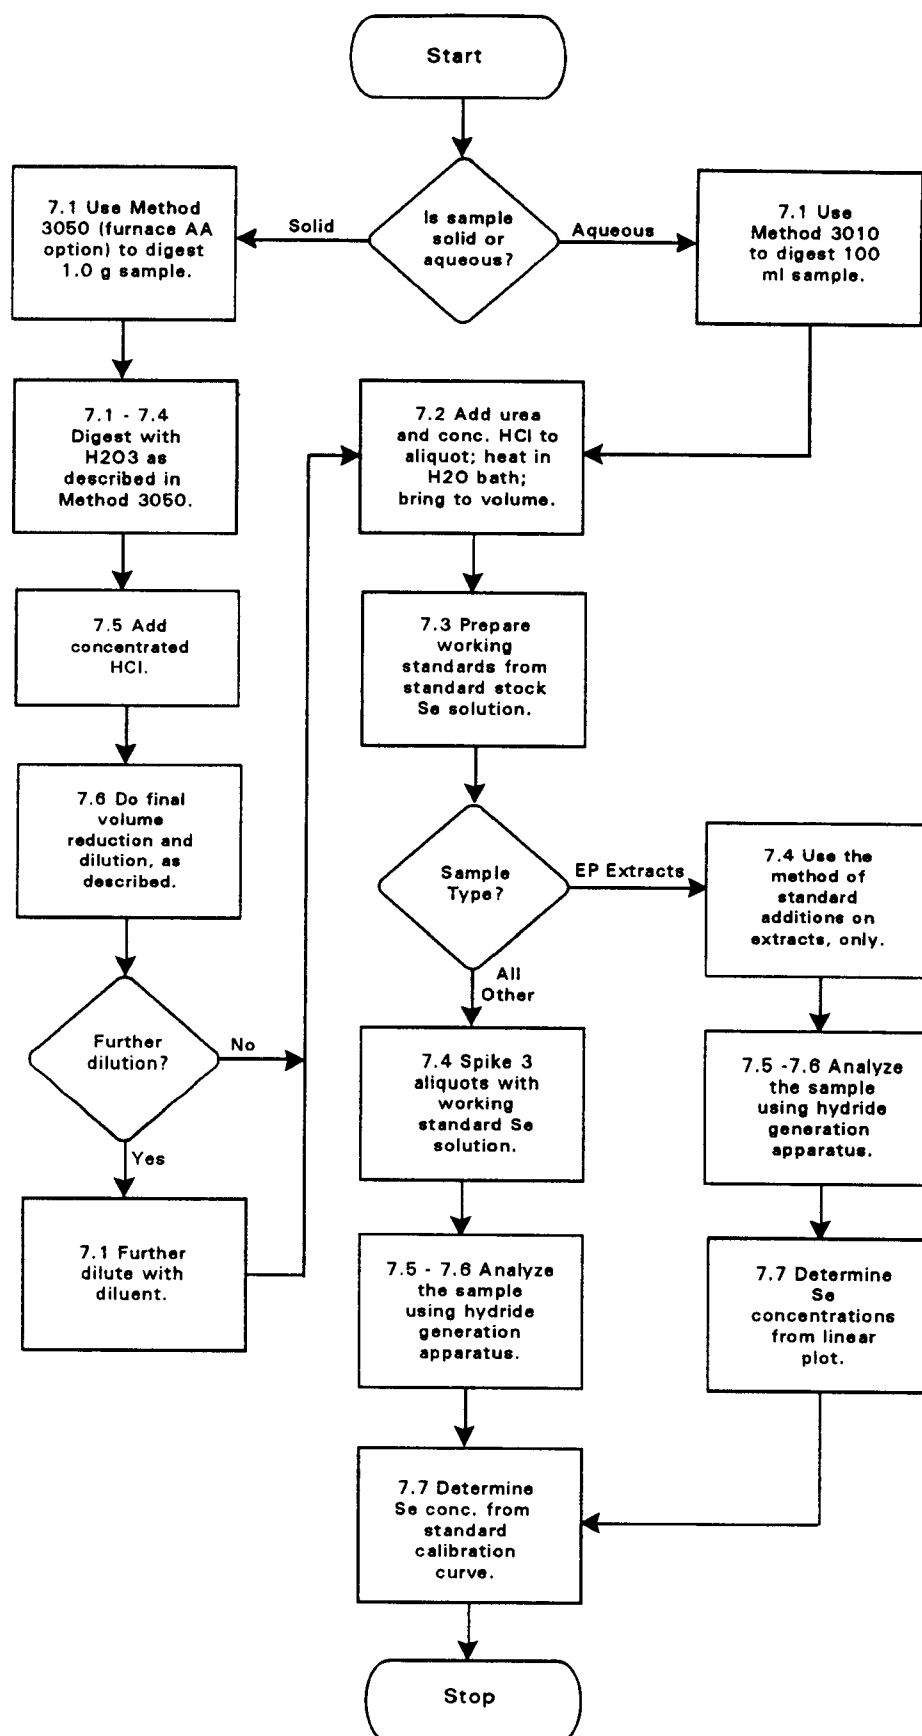 Start
Is sample
solid or
aqueous?
Solid
Aqueous
7.1 Use Method
3050 (furnace AA
option) to digest
1.0 g sample.
7.1 Use
Method 3010
to digest 100
ml sample.
7.1 - 7.4
Digest with
H2O3 as
described in
Method 3050.
7.2 Add urea
and conc. HCl to
aliquot; heat in
H2O bath;
bring to volume.
7.5 Add
concentrated
HCl.
7.3 Prepare
working
standards from
standard stock
Se solution.
7.6 Do final
volume
reduction and
dilution, as
described.
Sample
Type?
EP Extracts
7.4 Use the
method of
standard
additions on
extracts, only.
All
Other
Further
dilution?
No
Yes
7.4 Spike 3
aliquots with
working
standard Se
solution.
7.5 -7.6 Analyze
the sample
using hydride
generation
apparatus.
7.1 Further
dilute with
diluent.
7.5 - 7.6 Analyze
the sample
using hydride
generation
apparatus.
7.7 Determine
Se
concentrations
from linear
plot.
7.7 Determine
Se conc. from
standard
calibration
curve.
Stop